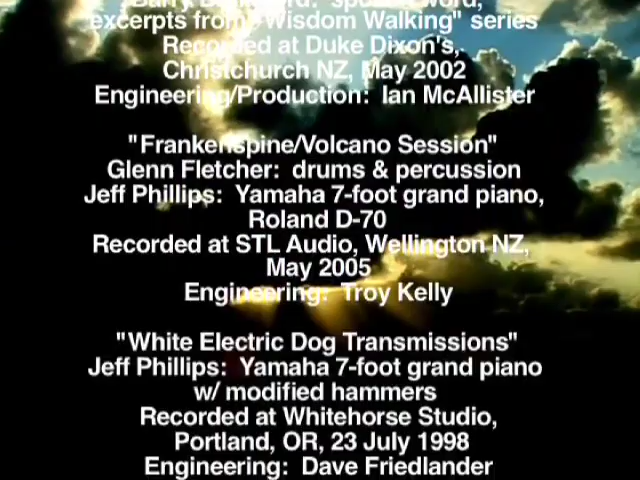 spoken word,
excerpts from "Wisdom Walking" series
Recorded at Duke Dixon's,
Christchurch NZ, May 2002
Engineering/Production: Ian McAllister
"Frankenspine/Volcano Session"
Glenn Fletcher: drums & percussion
Jeff Phillips: Yamaha 7-foot grand piano,
Roland D-70
Recorded at STL Audio, Wellington NZ,
May 2005
Engineering: Troy Kelly
"White Electric Dog Transmissions"
Jeff Phillips: Yamaha 7-foot grand piano
w/ modified hammers
Recorded at Whitehorse Studio,
Portland, OR, 23 July 1998
Engineering: Dave Friedlander